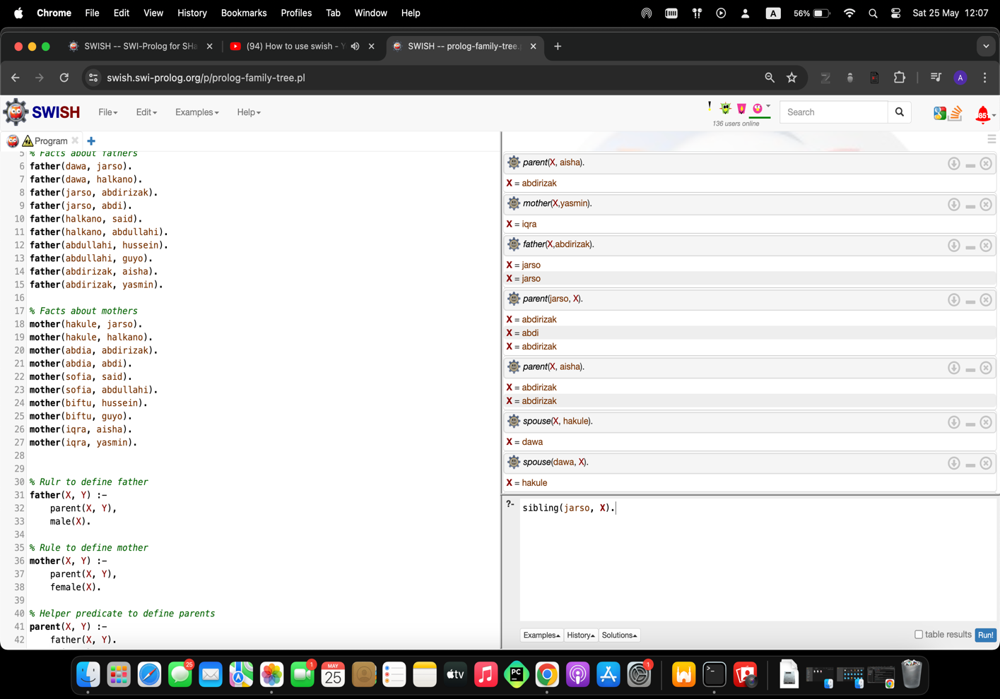 Chrome File Edit View History Bookmarks Profiles Tab Window Help A 56% Sat 25 May 12:07
SWISH -- SWI-Prolog for SHa (94) How to use swish - Y SWISH -- prolog-family-tree.
swish.swi-prolog.org/p/prolog-family-tree.pl A
SWISH File Edit Examples Help 136 users online Search 851
Program
5 % Facts about fathers
6 father(dawa, jarso).
7 father(dawa, halkano).
8 father(jarso, abdirizak).
9 father(jarso, abdi).
10 father(halkano, said).
11 father(halkano, abdullahi).
12 father(abdullahi, hussein).
13 father(abdullahi, guyo).
14 father(abdirizak, aisha).
15 father(abdirizak, yasmin).
16
17 % Facts about mothers
18 mother(hakule, jarso).
19 mother(hakule, halkano).
20 mother(abdia, abdirizak).
21 mother(abdia, abdi).
22 mother(sofia, said).
23 mother(sofia, abdullahi).
24 mother(biftu, hussein).
25 mother(biftu, guyo).
26 mother(iqra, aisha).
27 mother(iqra, yasmin).
28
29
30 % Rulr to define father
31 father(X, Y) :-
32 parent(X, Y),
33 male(X).
34
35 % Rule to define mother
36 mother(X, Y) :-
37 parent(X, Y),
38 female(X).
39
40 % Helper predicate to define parents
41 parent(X, Y) :-
42 father(X, Y).
parent(X, aisha).
X = abdirizak
mother(X,yasmin).
X = iqra
father(X,abdirizak).
X = jarso
X = jarso
parent(jarso, X).
X = abdirizak
X = abdi
X = abdirizak
parent(X, aisha).
X = abdirizak
X = abdirizak
spouse(X, hakule).
X = dawa
spouse(dawa, X).
X = hakule
?- sibling(jarso, X).
Examples History Solutions table results Run!
25 1 MAY 25 tv PC 1